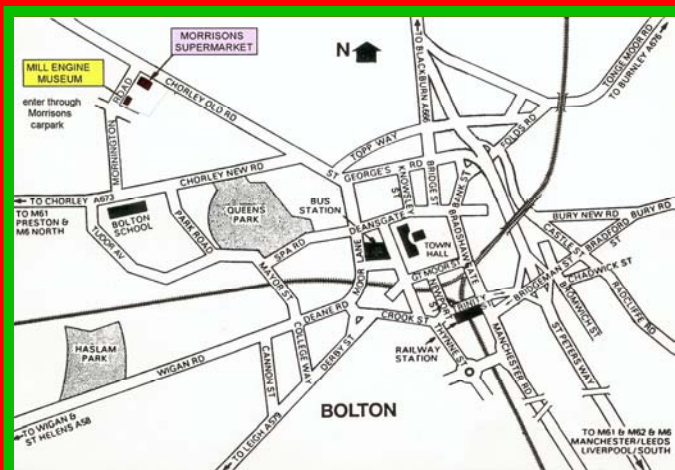 MORRISONS
SUPERMARKET
MILL ENGINE
MUSEUM
enter through
Morrisons
carpark
MORNINGTON
ROAD
CHORLEY OLD RD
N
TO BLACKBURN A666
TONGE MOOR RD
TO BURNLEY A676
TOPP WAY
FOLDS RD
ST GEORGE'S RD
CHORLEY NEW RD
KNOWSLEY ST
BRIDGE ST
BANK ST
TO CHORLEY A673
TO M61
PRESTON &
M6 NORTH
BOLTON
SCHOOL
PARK ROAD
QUEENS
PARK
BUS
STATION
DEANSGATE
TOWN
HALL
BRADSHAWGATE
BURY NEW RD
BURY RD
CASTLE ST
BRADFORD ST
TUDOR AV
SPA RD
MAYOR ST
MOOR LANE
GT MOOR ST
NEWPORT ST
TRINITY ST
BRIDGEMAN ST
CHADWICK ST
BROMWICH ST
RADCLIFFE RD
HASLAM
PARK
WIGAN RD
DEANE RD
CROOK ST
CANNON ST
COLLEGE WAY
DERBY ST
RAILWAY
STATION
THYNNE ST
MANCHESTER RD
ST PETERS WAY
BOLTON
TO WIGAN &
ST HELENS A58
TO LEIGH A579
TO M61 & M62 & M6
MANCHESTER/LEEDS
LIVERPOOL/SOUTH